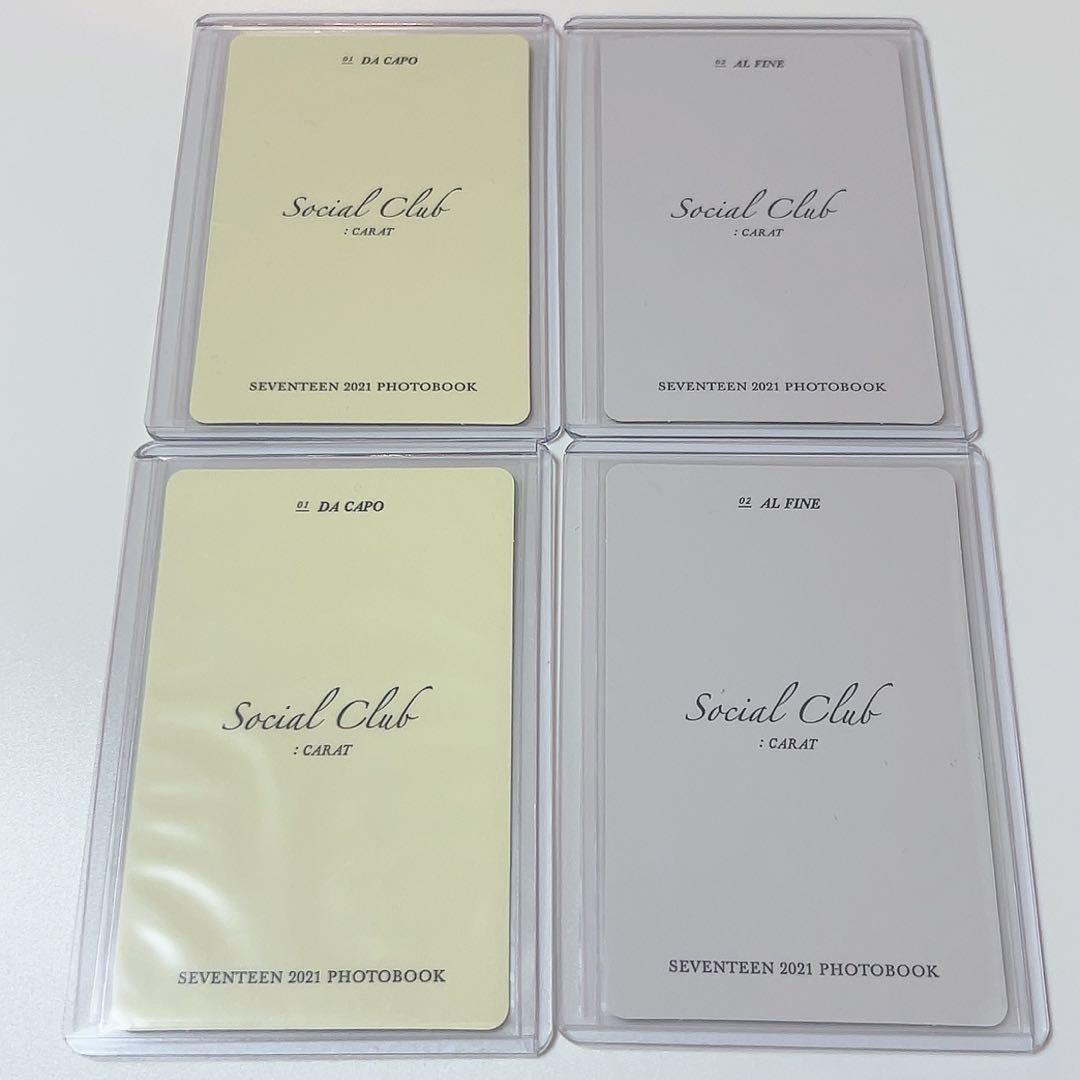 01 DA CAPO
Social Club
: CARAT
SEVENTEEN 2021 PHOTOBOOK
02 AL FINE
Social Club
: CARAT
SEVENTEEN 2021 PHOTOBOOK
01 DA CAPO
Social Club
: CARAT
SEVENTEEN 2021 PHOTOBOOK
02 AL FINE
Social Club
: CARAT
SEVENTEEN 2021 PHOTOBOOK